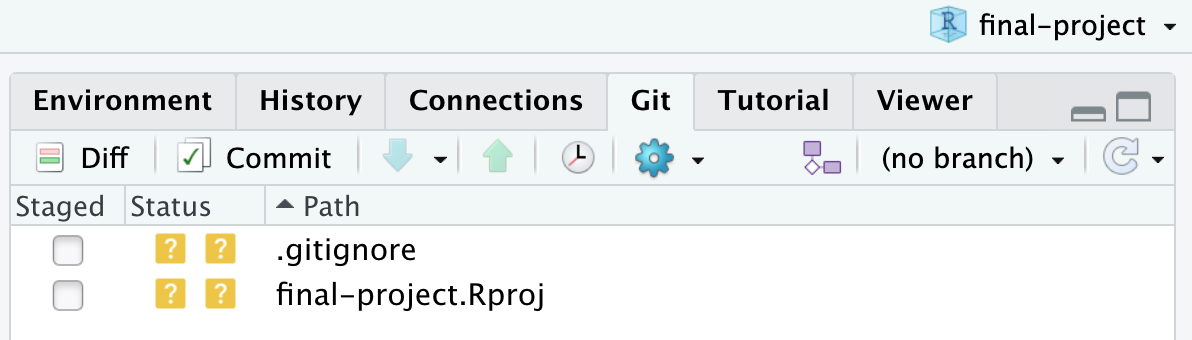 final-project
Environment History Connections Git Tutorial Viewer
Diff Commit (no branch)
Staged Status Path
? ? .gitignore
? ? final-project.Rproj